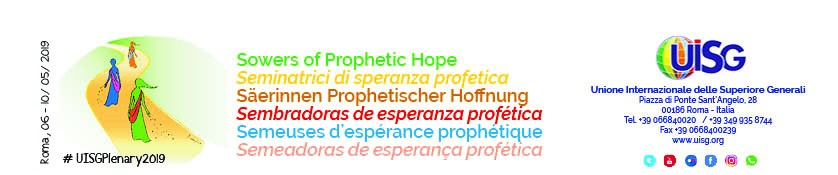 Roma, 06 - 10/ 05/ 2019
# UISGPlenary2019
Sowers of Prophetic Hope
Seminatrici di speranza profetica
Säerinnen Prophetischer Hoffnung
Sembradoras de esperanza profética
Semeuses d'espérance prophétique
Semeadoras de esperança profética
UISG
Unione Internazionale delle Superiore Generali
Piazza di Ponte Sant'Angelo, 28
00186 Roma - Italia
Tel. +39 066840020 / +39 349 935 8744
Fax +39 0668400239
www.uisg.org